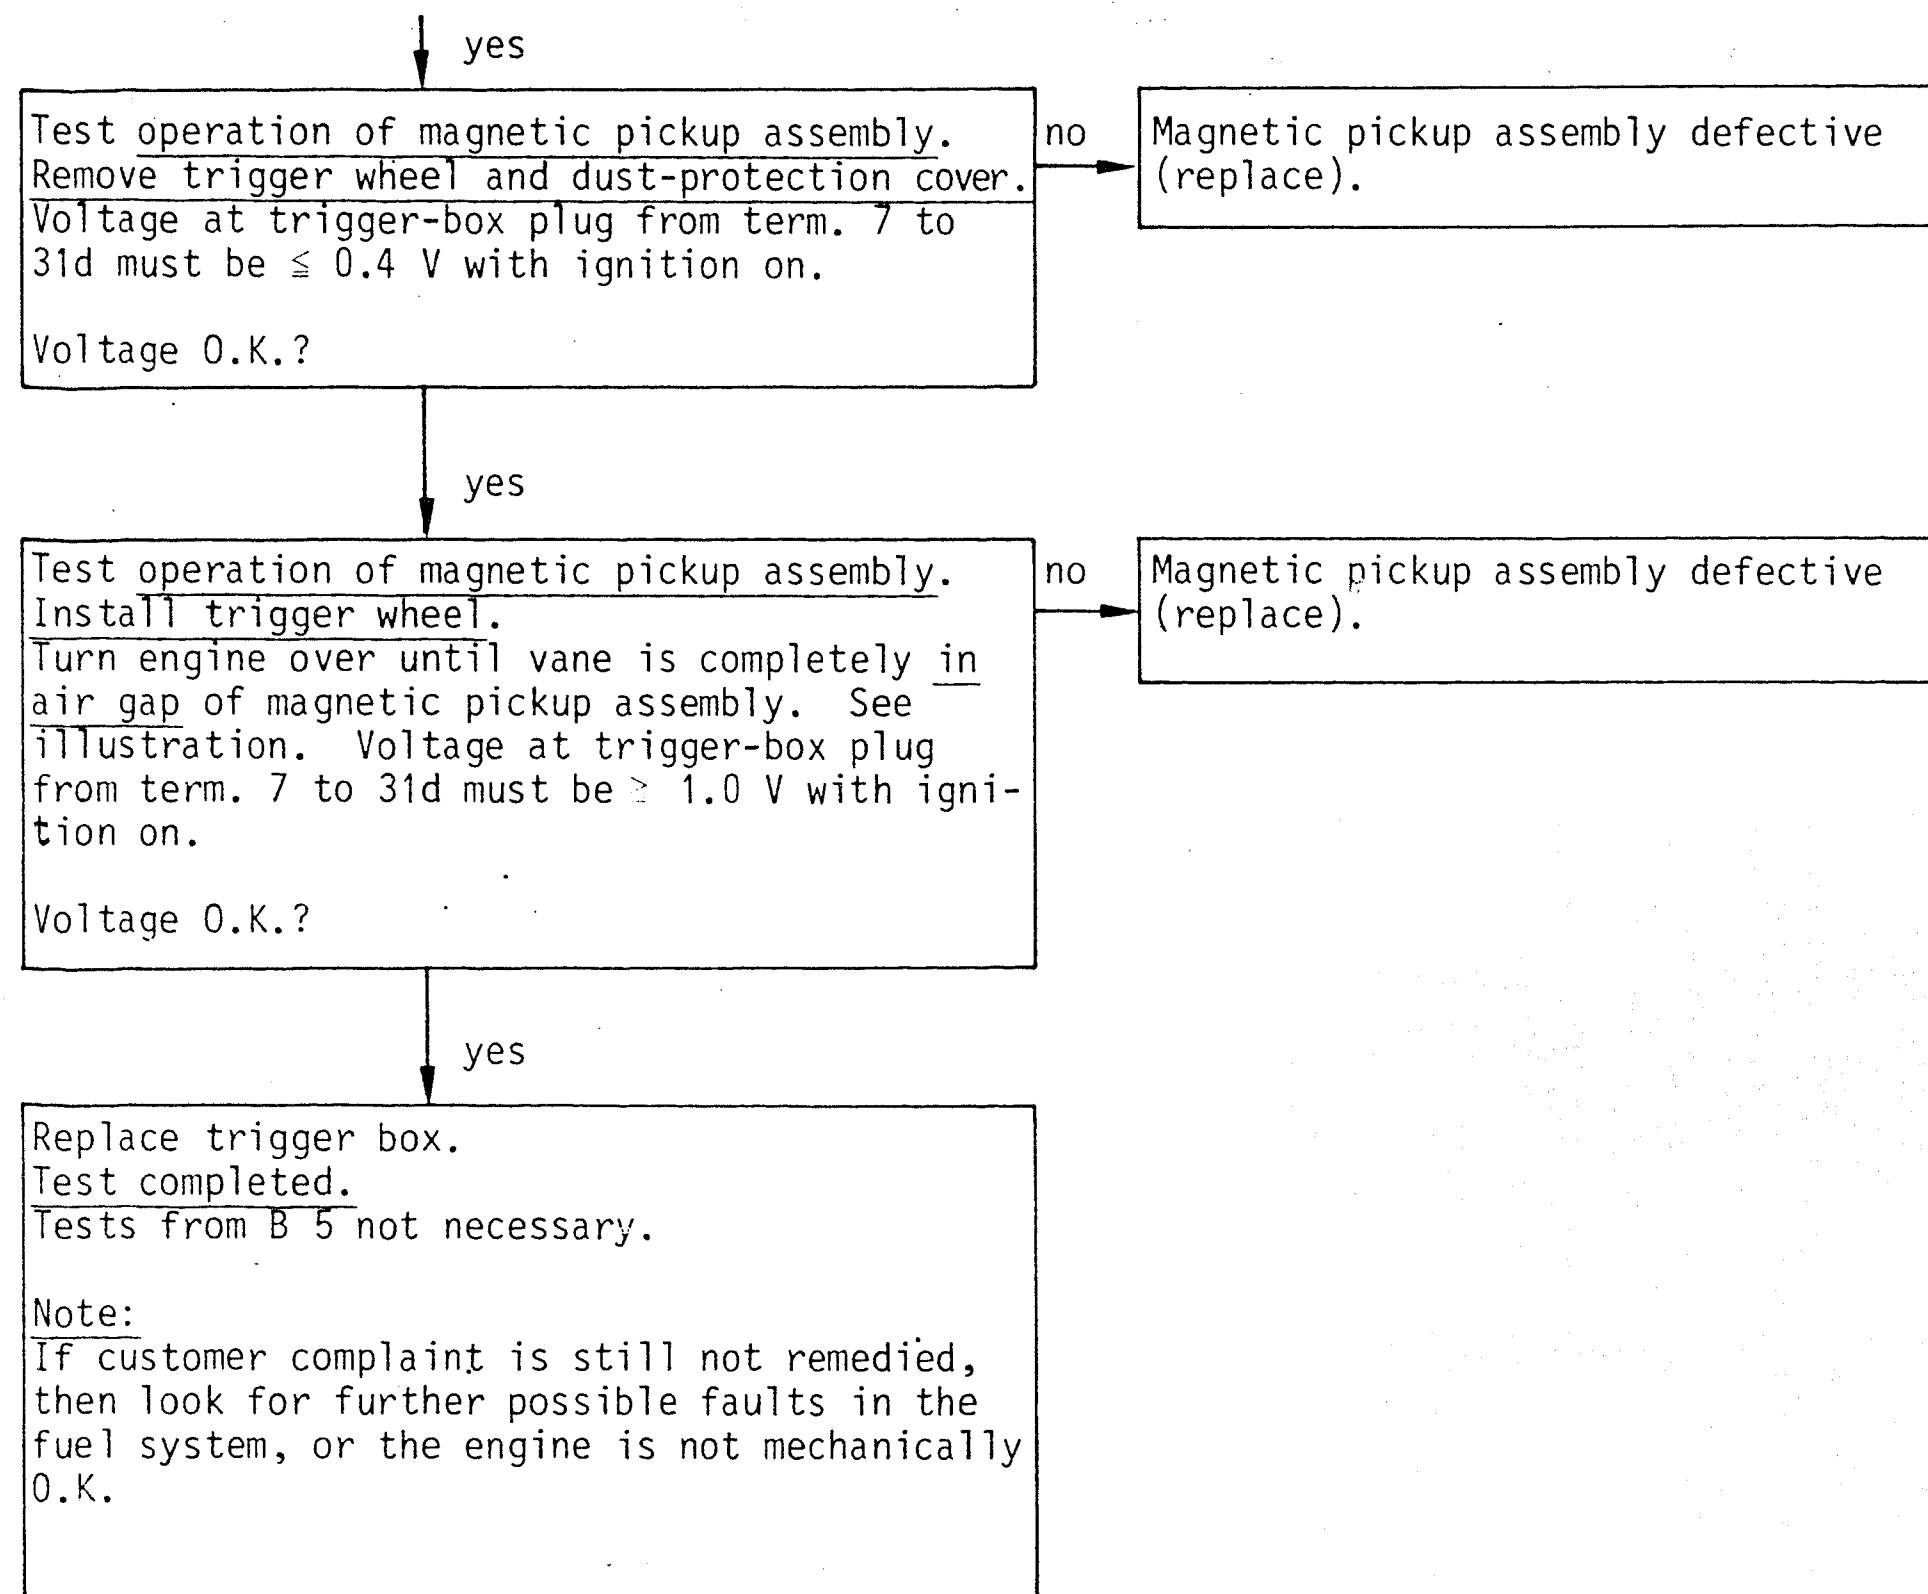 yes
Test operation of magnetic pickup assembly.
Remove trigger wheel and dust-protection cover.
Voltage at trigger-box plug from term. 7 to
31d must be ≦ 0.4 V with ignition on.
Voltage O.K.?
no
Magnetic pickup assembly defective
(replace).
yes
Test operation of magnetic pickup assembly.
Install trigger wheel.
Turn engine over until vane is completely in
air gap of magnetic pickup assembly. See
illustration. Voltage at trigger-box plug
from term. 7 to 31d must be ≧ 1.0 V with igni-
tion on.
Voltage O.K.?
no
Magnetic pickup assembly defective
(replace).
yes
Replace trigger box.
Test completed.
Tests from B 5 not necessary.
Note:
If customer complaint is still not remedied,
then look for further possible faults in the
fuel system, or the engine is not mechanically
O.K.